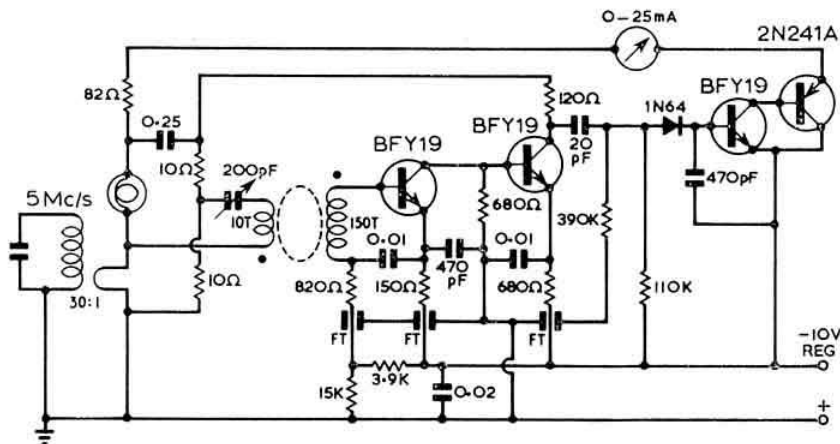 0–25mA
2N241A
82Ω
0·25
120Ω
BFY19
1N64
BFY19
BFY19
20
pF
10Ω
200pF
5Mc/s
10T
150T
680Ω
390K
470pF
0·01
470
pF
0·01
30:1
10Ω
820Ω
150Ω
680Ω
110K
FT
FT
FT
–10V
REG
15K
3·9K
0·02
+